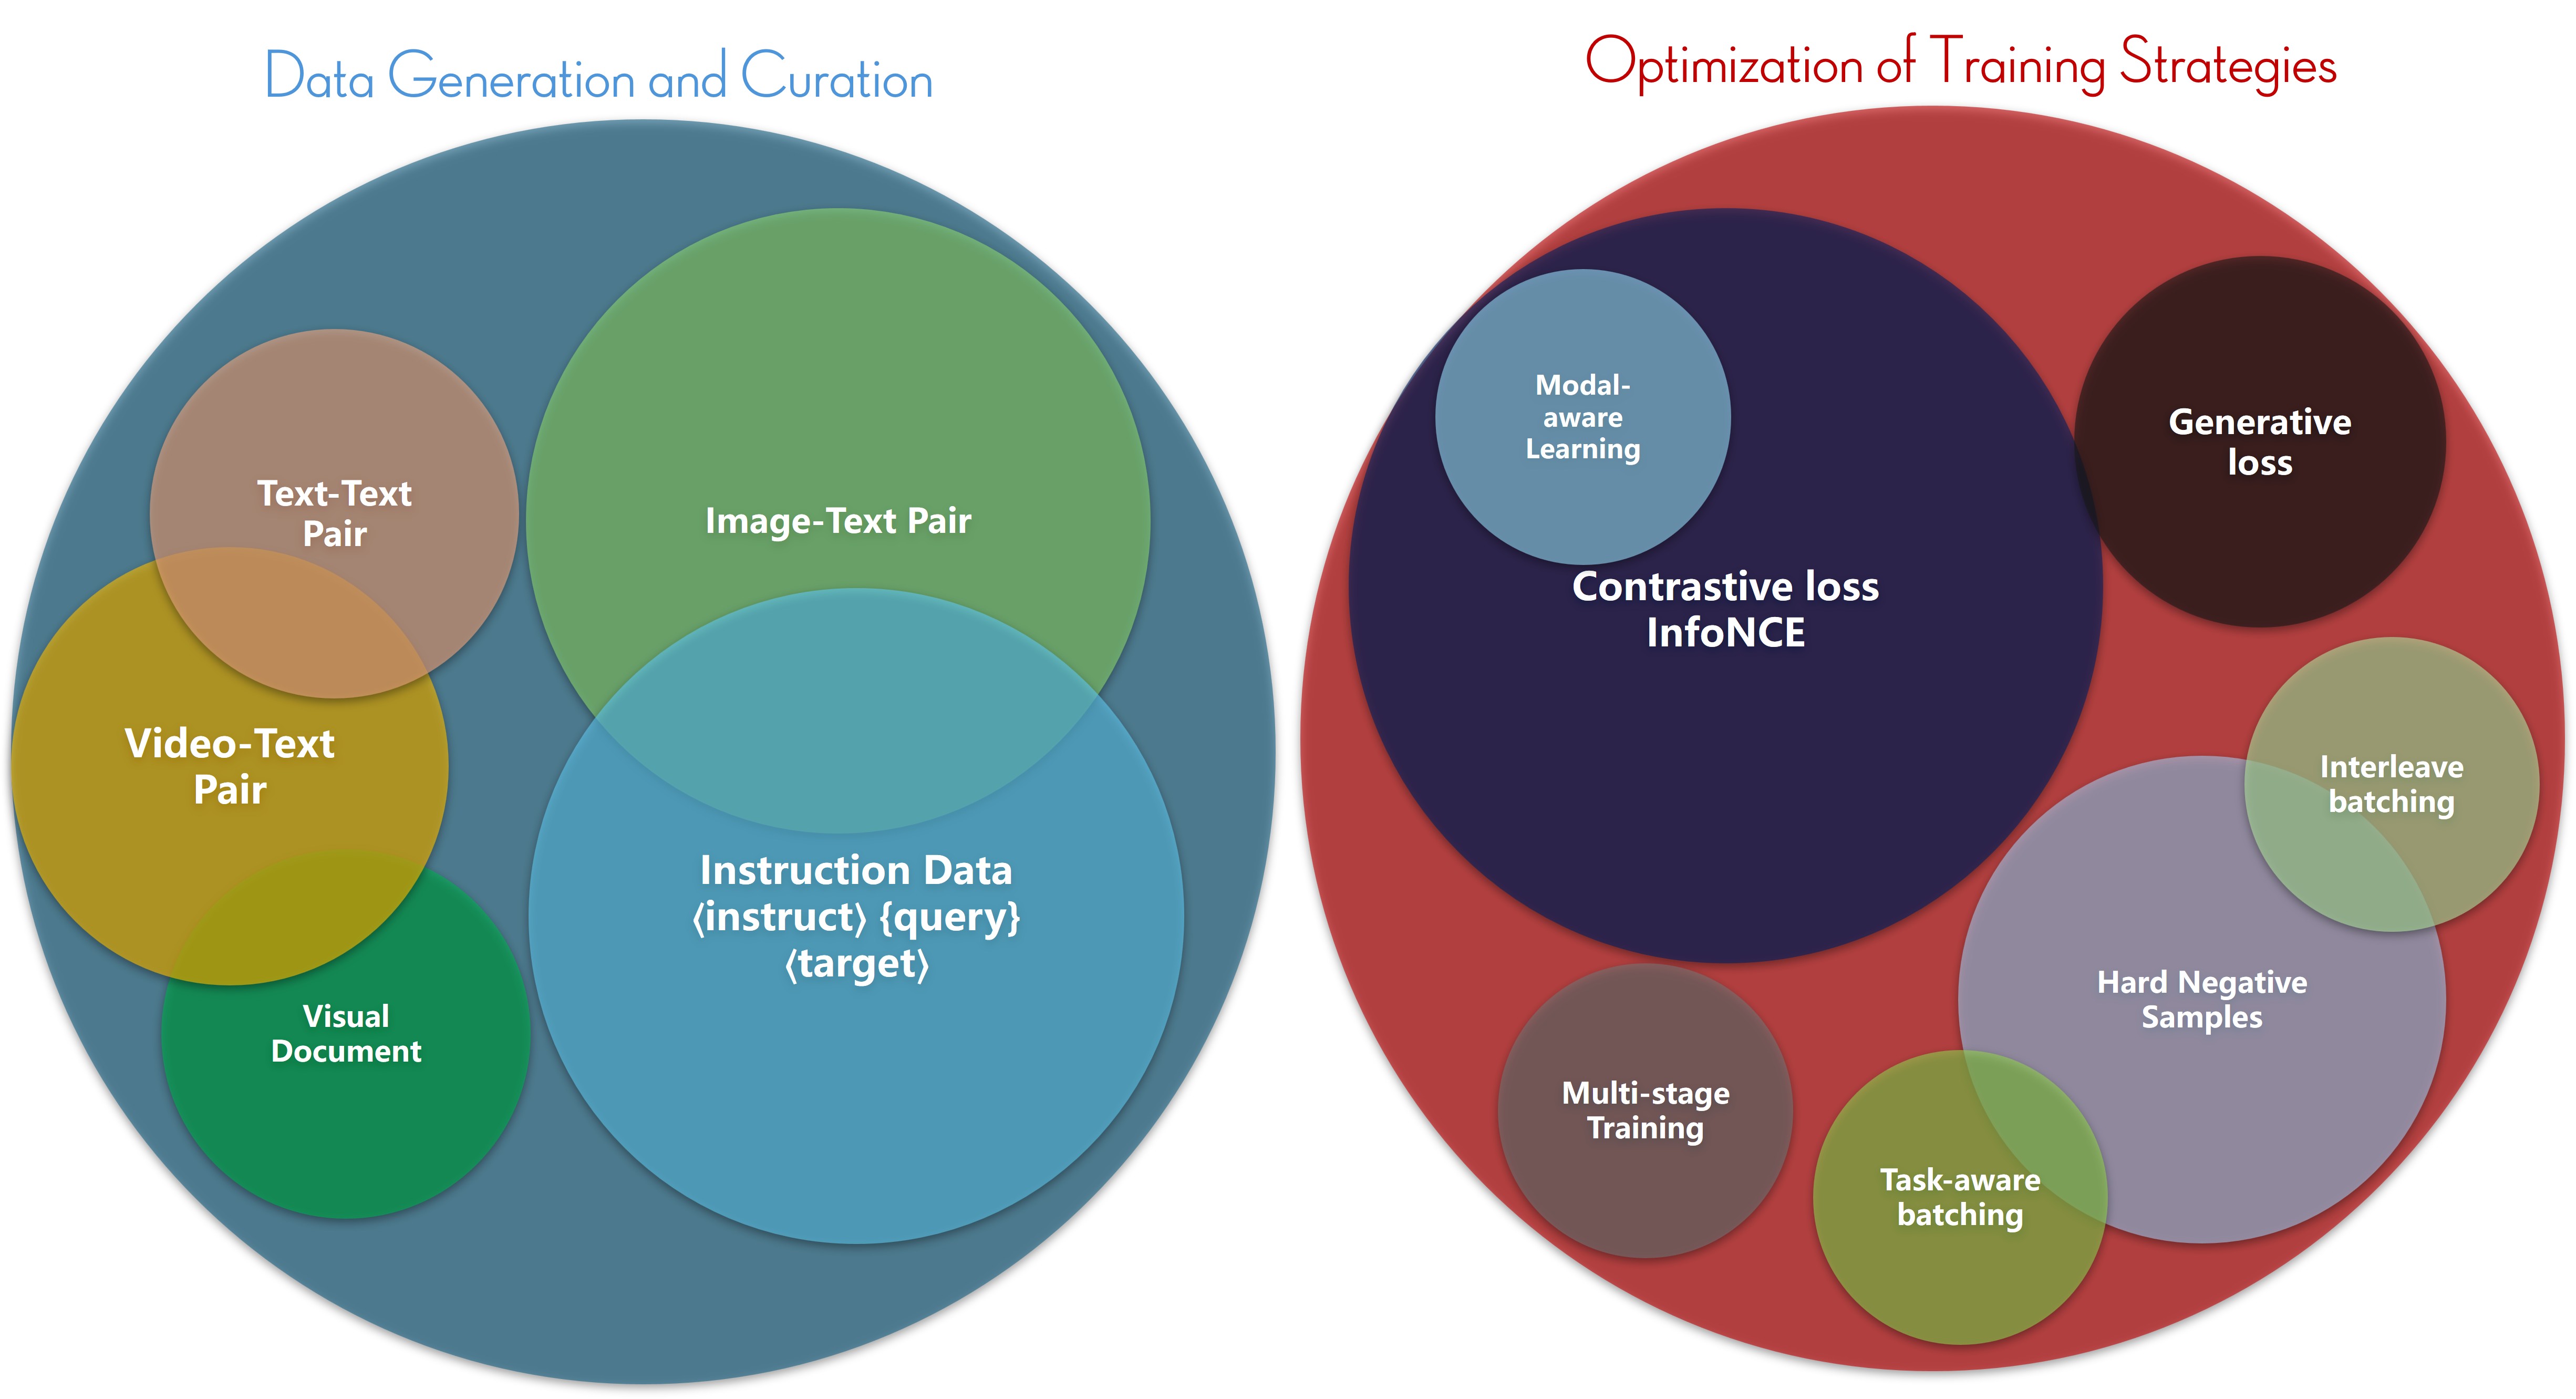 Data Generation and Curation
Text-Text
Pair
Image-Text Pair
Video-Text
Pair
Instruction Data
⟨instruct⟩ {query}
⟨target⟩
Visual
Document
Optimization of Training Strategies
Modal-
aware
Learning
Generative
loss
Contrastive loss
InfoNCE
Interleave
batching
Hard Negative
Samples
Multi-stage
Training
Task-aware
batching